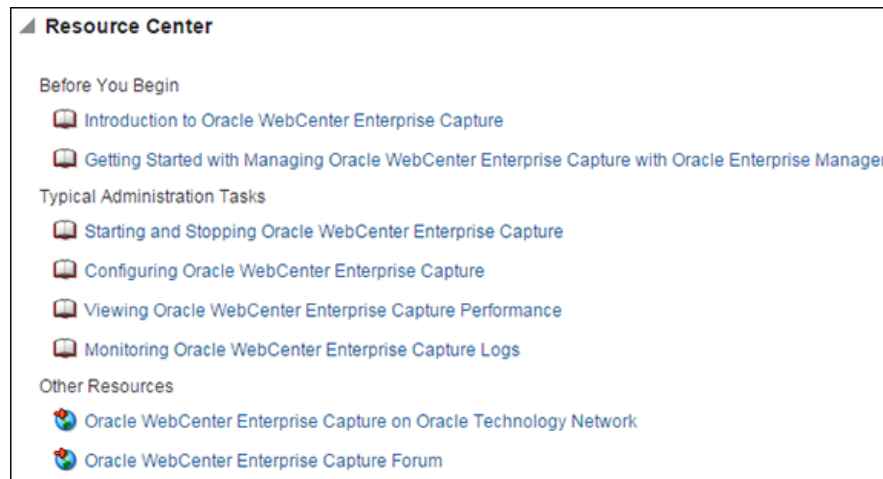 Resource Center
Before You Begin
Introduction to Oracle WebCenter Enterprise Capture
Getting Started with Managing Oracle WebCenter Enterprise Capture with Oracle Enterprise Manager
Typical Administration Tasks
Starting and Stopping Oracle WebCenter Enterprise Capture
Configuring Oracle WebCenter Enterprise Capture
Viewing Oracle WebCenter Enterprise Capture Performance
Monitoring Oracle WebCenter Enterprise Capture Logs
Other Resources
Oracle WebCenter Enterprise Capture on Oracle Technology Network
Oracle WebCenter Enterprise Capture Forum